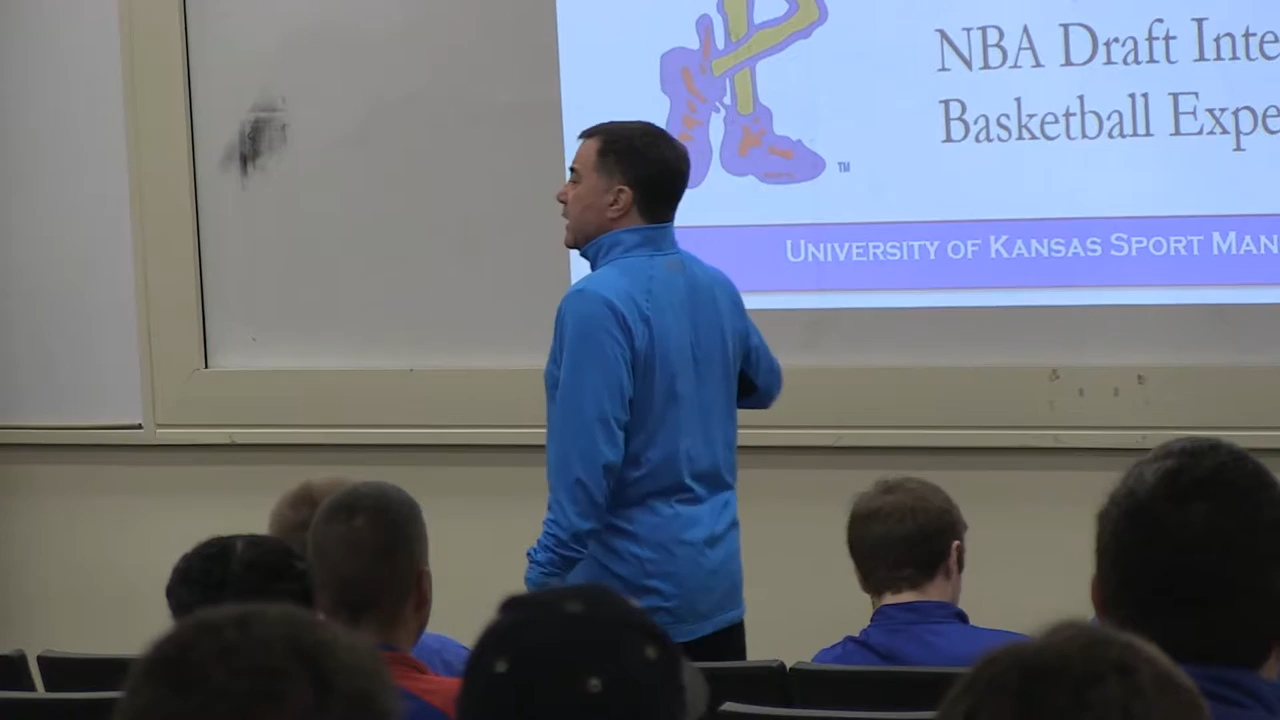 NBA Draft Inte
Basketball Expe
TM
UNIVERSITY OF KANSAS SPORT MAN